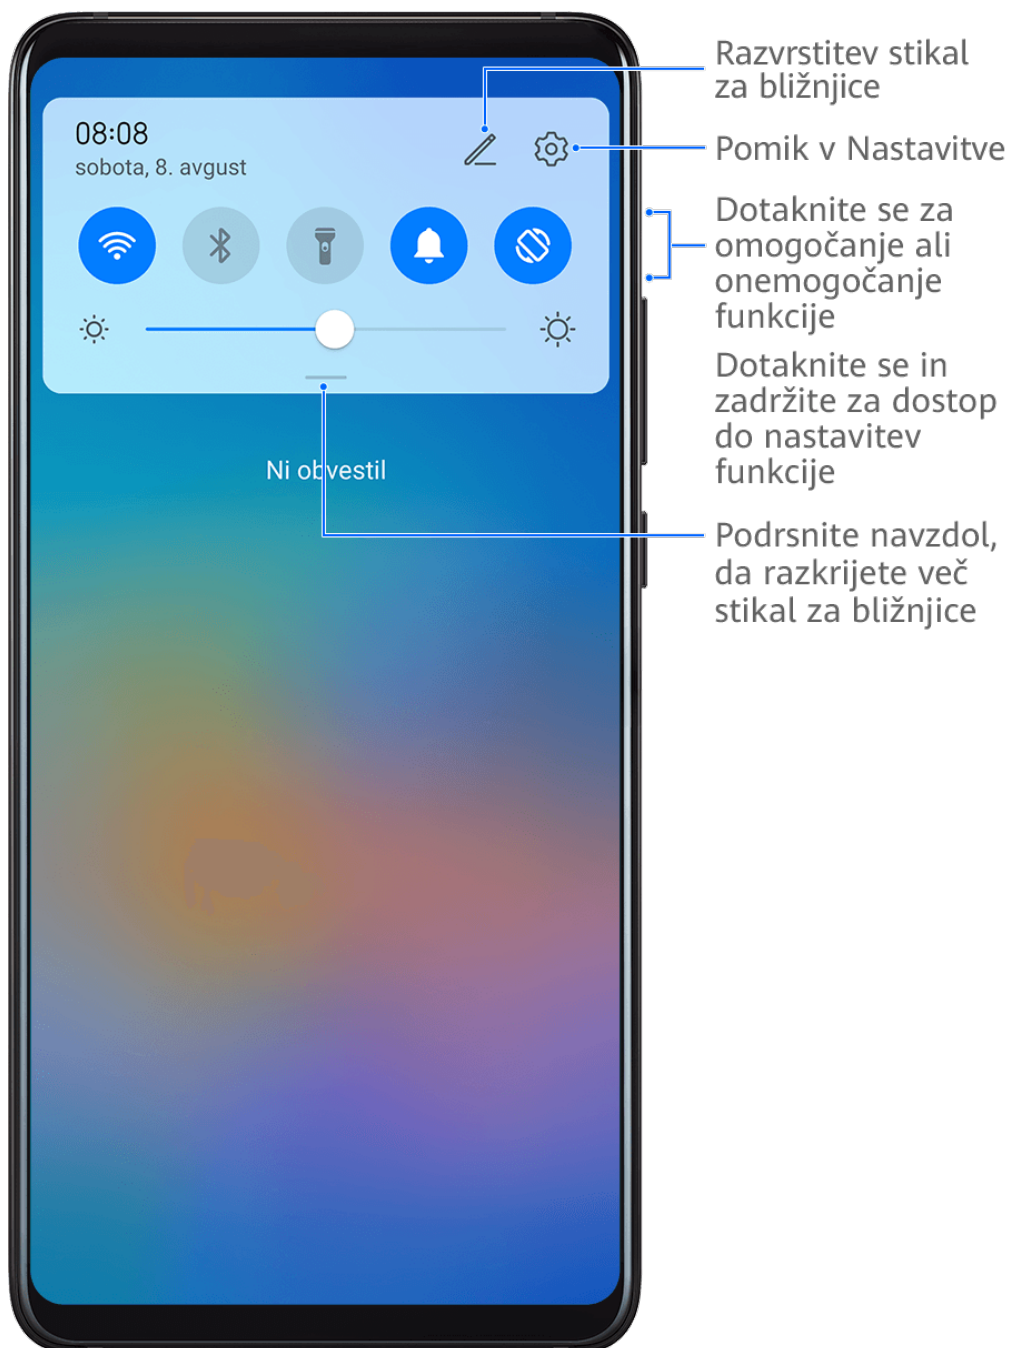 08:08
sobota, 8. avgust
Ni obvestil
Razvrstitev stikal
za bližnjice
Pomik v Nastavitve
Dotaknite se za
omogočanje ali
onemogočanje
funkcije
Dotaknite se in
zadržite za dostop
do nastavitev
funkcije
Podrsnite navzdol,
da razkrijete več
stikal za bližnjice